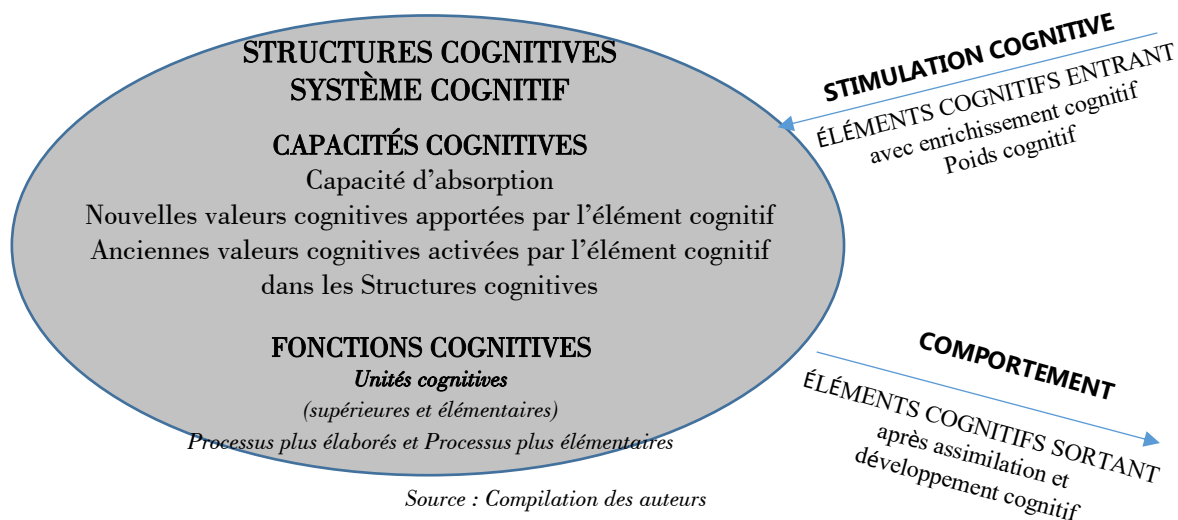 STRUCTURES COGNITIVES
SYSTÈME COGNITIF
CAPACITÉS COGNITIVES
Capacité d’absorption
Nouvelles valeurs cognitives apportées par l’élément cognitif
Anciennes valeurs cognitives activées par l’élément cognitif
dans les Structures cognitives
FONCTIONS COGNITIVES
Unités cognitives
(supérieures et élémentaires)
Processus plus élaborés et Processus plus élémentaires
STIMULATION COGNITIVE
ÉLÉMENTS COGNITIFS ENTRANT
avec enrichissement cognitif
Poids cognitif
COMPORTEMENT
ÉLÉMENTS COGNITIFS SORTANT
après assimilation et
développement cognitif
Source : Compilation des auteurs